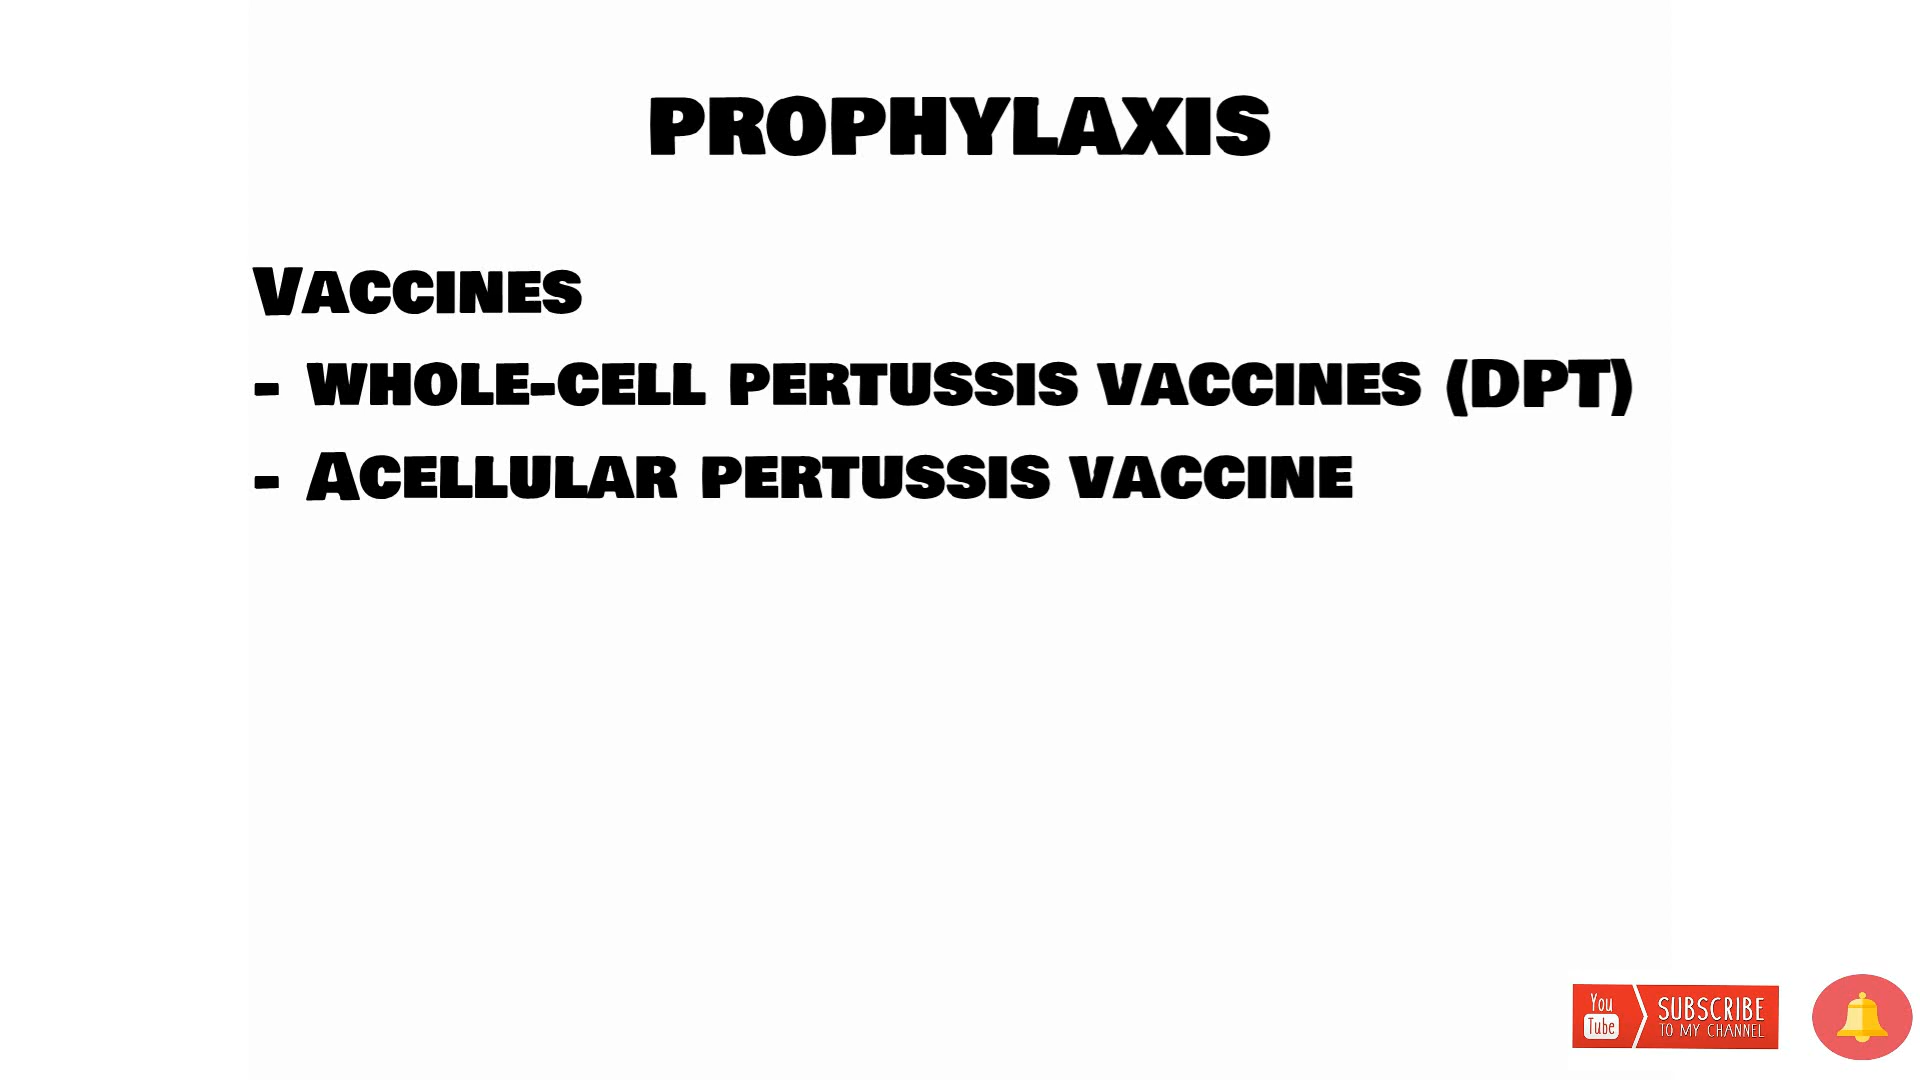 PROPHYLAXIS
Vaccines
- whole-cell pertussis vaccines (DPT)
- Acellular pertussis vaccine
You
Tube
SUBSCRIBE
TO MY CHANNEL